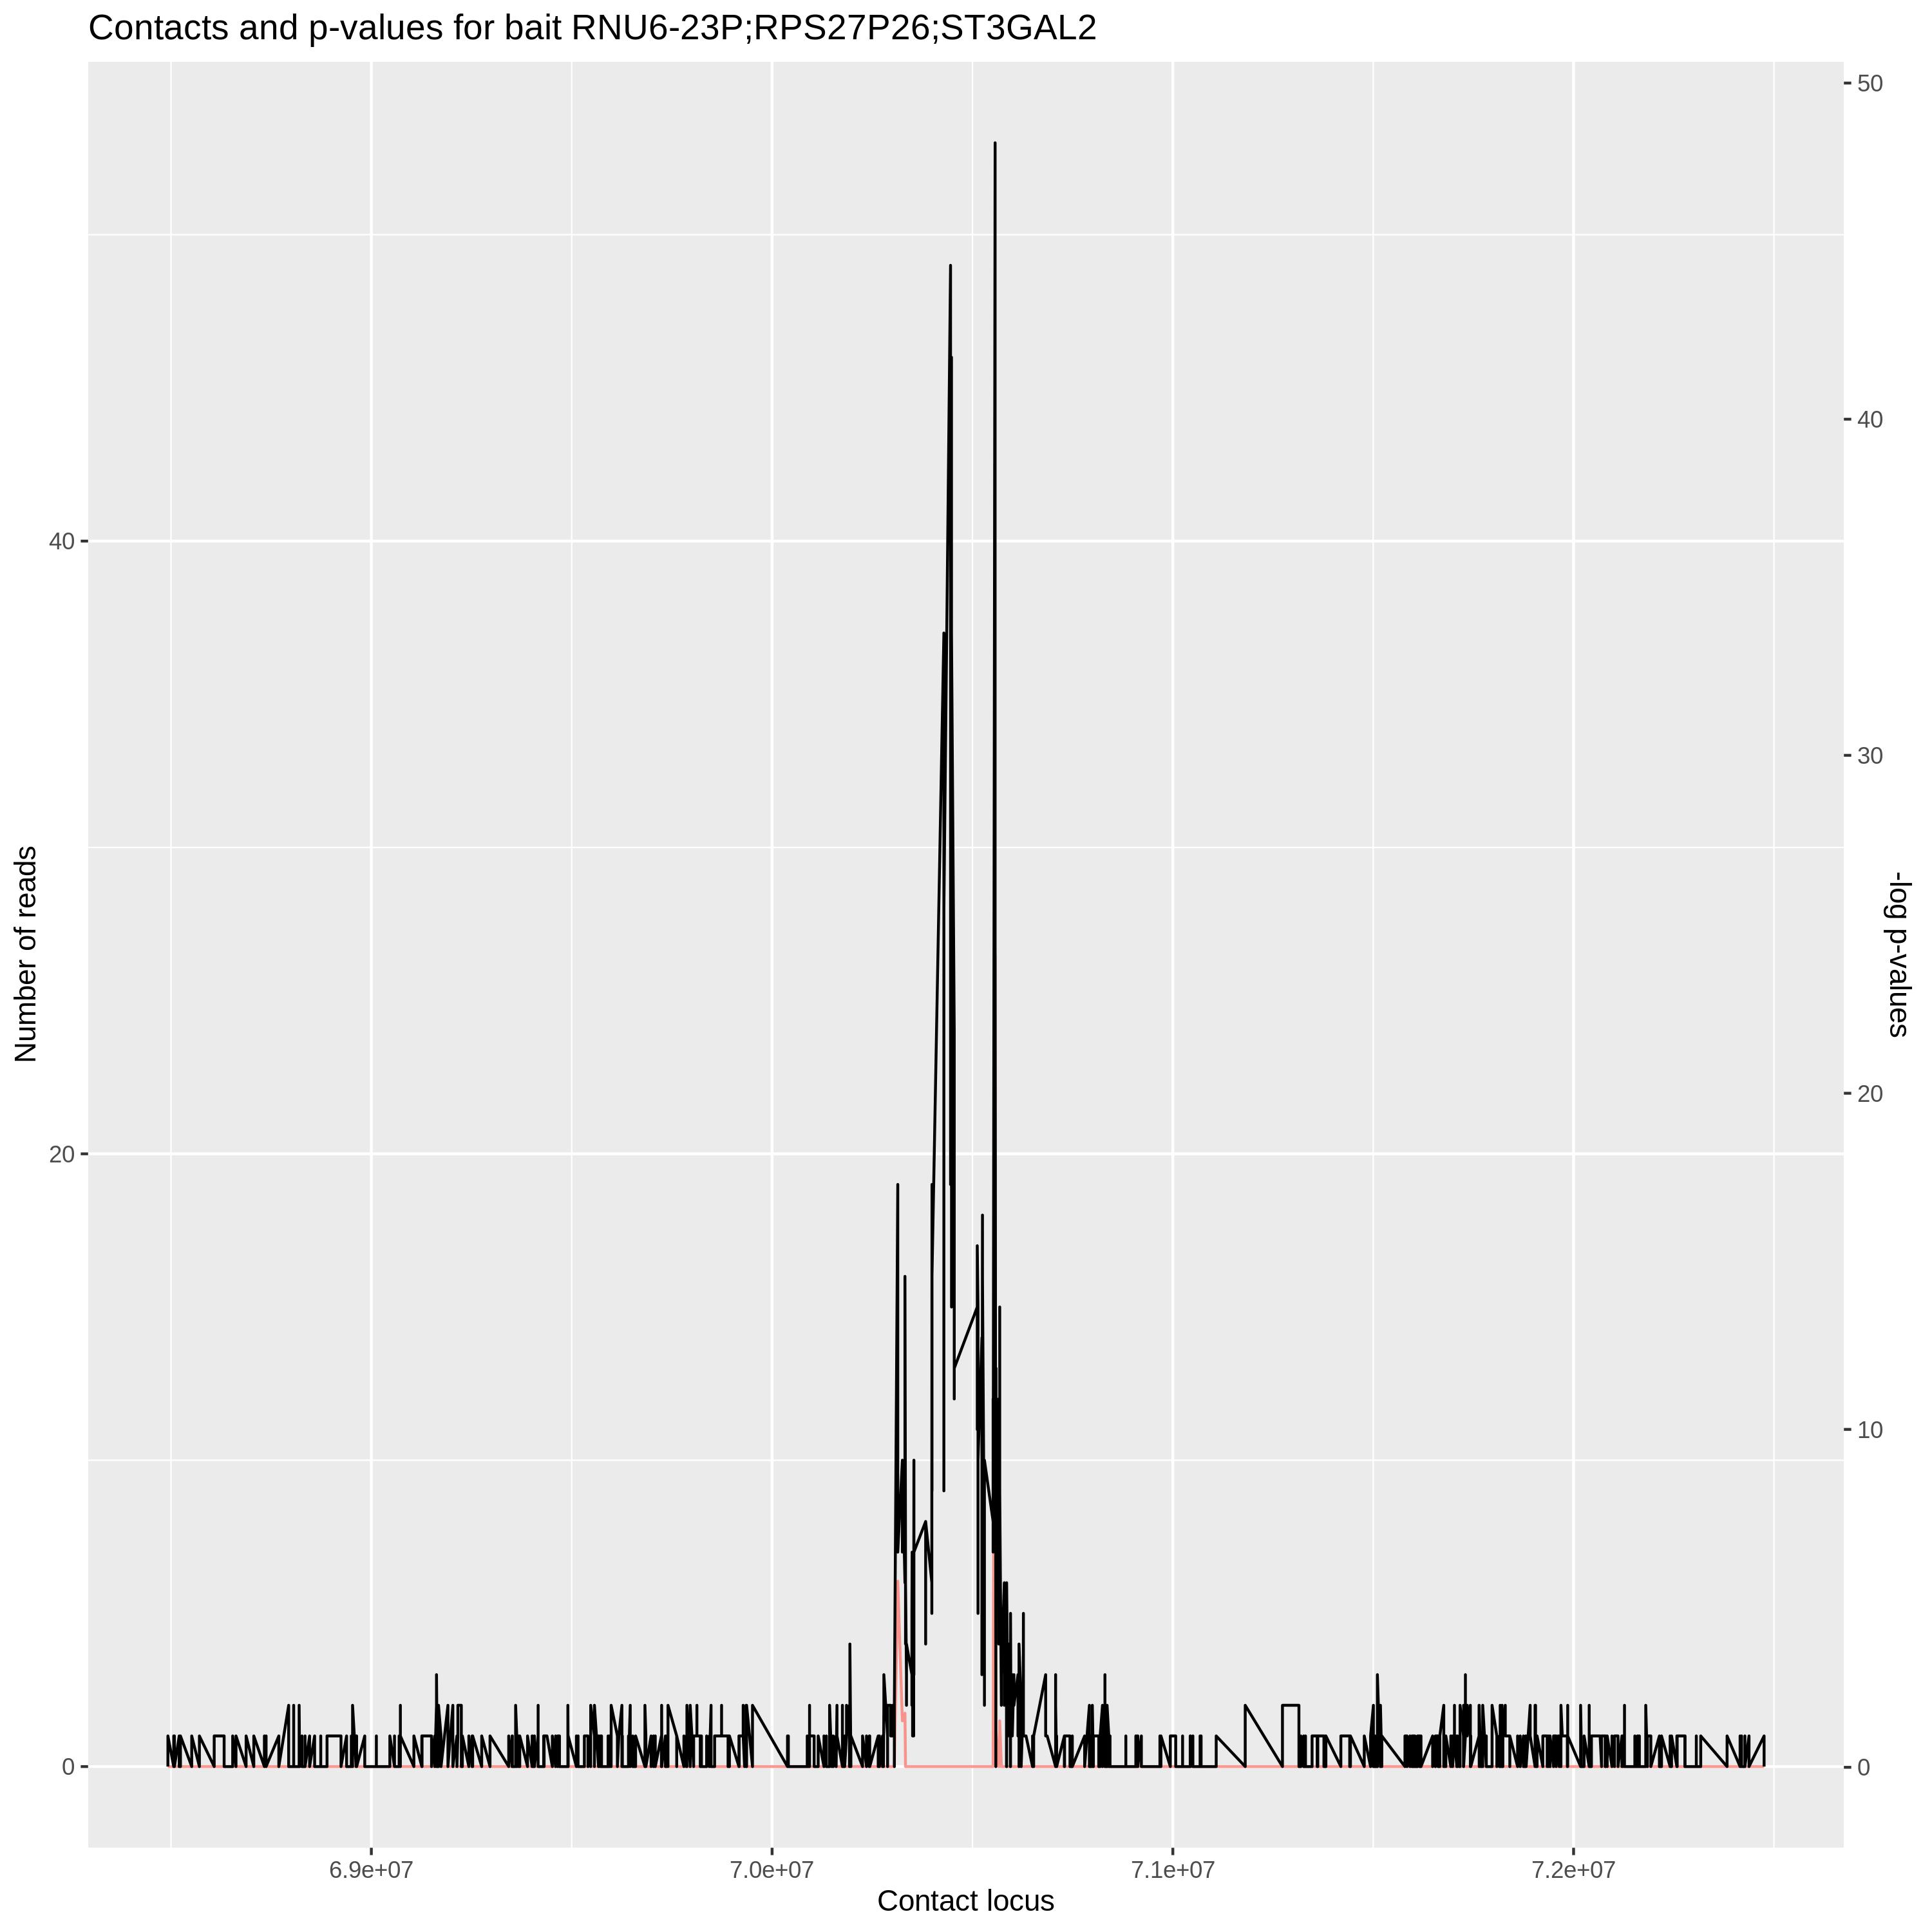 Contacts and p-values for bait RNU6-23P;RPS27P26;ST3GAL2
Number of reads
40
20
0
50
40
30
20
10
0
-log p-values
6.9e+07 7.0e+07 7.1e+07 7.2e+07
Contact locus